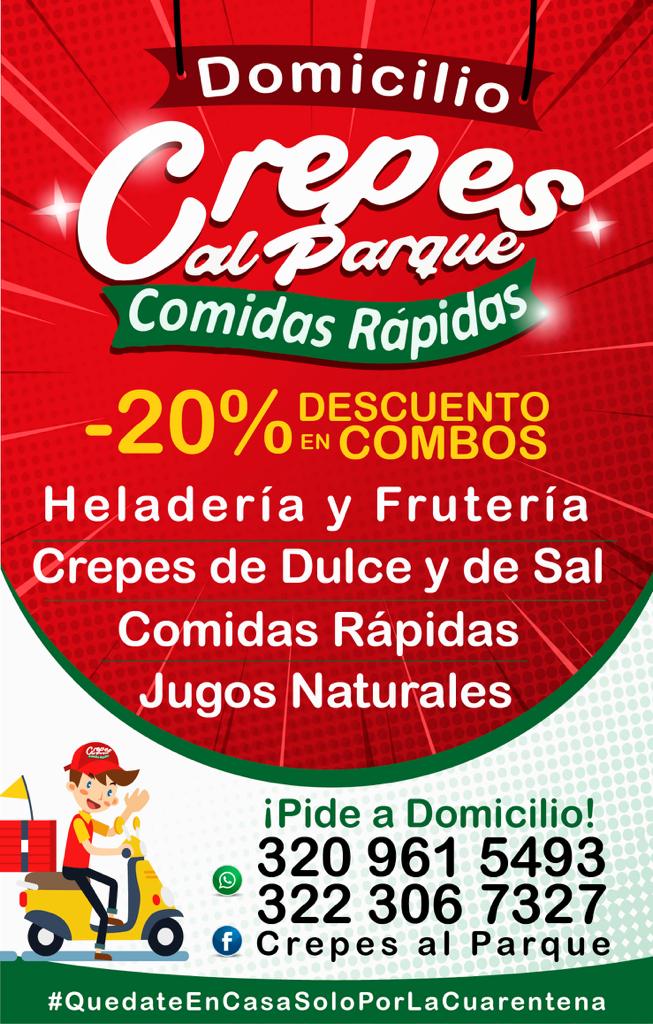 Domicilio
Crepes
al Parque
Comidas Rápidas
-20% DESCUENTO
EN COMBOS
Heladería y Frutería
Crepes de Dulce y de Sal
Comidas Rápidas
Jugos Naturales
Crepes
¡Pide a Domicilio!
320 961 5493
322 306 7327
f Crepes al Parque
#QuedateEnCasaSoloPorLaCuarentena